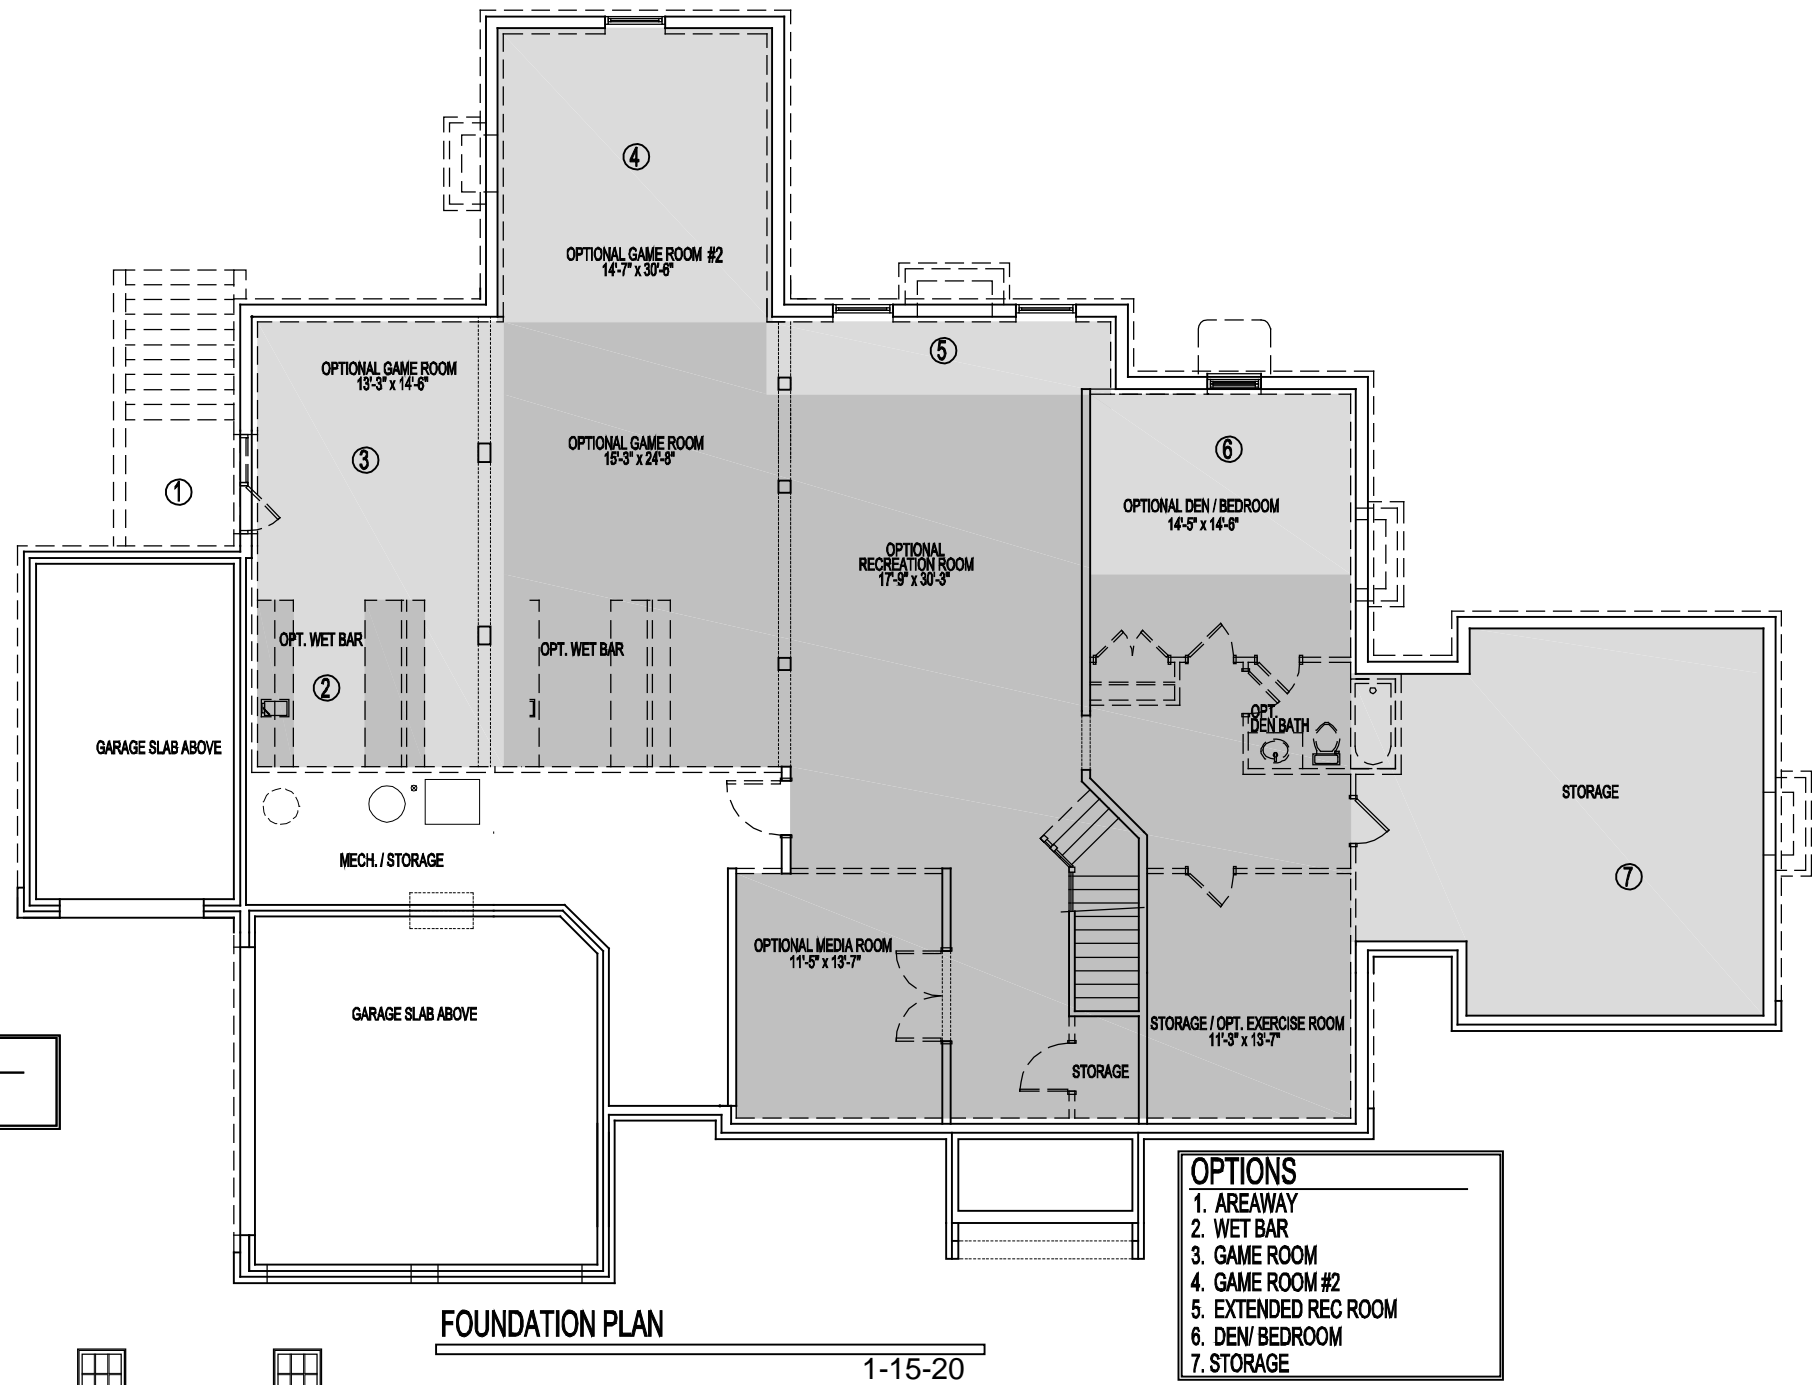 4
OPTIONAL GAME ROOM #2
14'-7" x 30'-6"
5
OPTIONAL GAME ROOM
13'-3" x 14'-6"
OPTIONAL GAME ROOM
15'-3" x 24'-8"
3
6
1
OPTIONAL DEN / BEDROOM
14'-5" x 14'-6"
OPTIONAL
RECREATION ROOM
17'-9" x 30'-3"
OPT. WET BAR
OPT. WET BAR
2
OPT.
DEN BATH
GARAGE SLAB ABOVE
STORAGE
MECH. / STORAGE
7
OPTIONAL MEDIA ROOM
11'-5" x 13'-7"
GARAGE SLAB ABOVE
STORAGE / OPT. EXERCISE ROOM
11'-3" x 13'-7"
STORAGE
OPTIONS
1. AREAWAY
2. WET BAR
3. GAME ROOM
4. GAME ROOM #2
5. EXTENDED REC ROOM
6. DEN/ BEDROOM
7. STORAGE
FOUNDATION PLAN
1-15-20